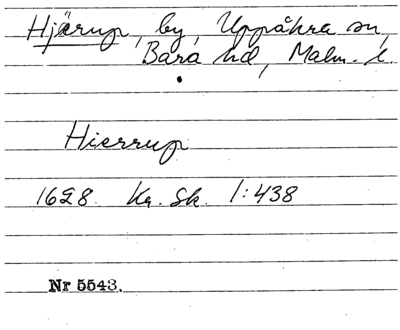 Hjärup, by, Uppåkra sn,
Bara hd, Malm. l.
Hierrup
1628. Kr. Sk. 1:438
Nr 5543.